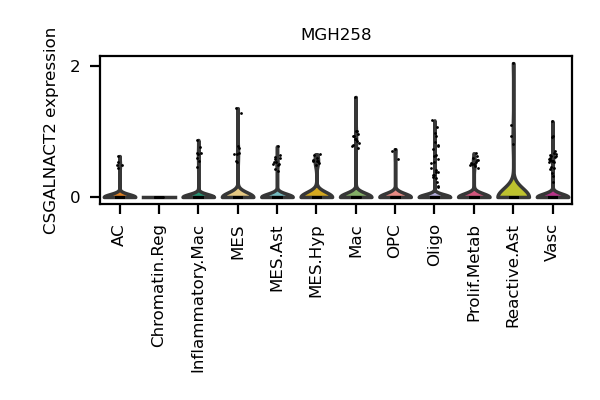 MGH258
CSGALNACT2 expression
2
0
AC
Chromatin.Reg
Inflammatory.Mac
MES
MES.Ast
MES.Hyp
Mac
OPC
Oligo
Prolif.Metab
Reactive.Ast
Vasc